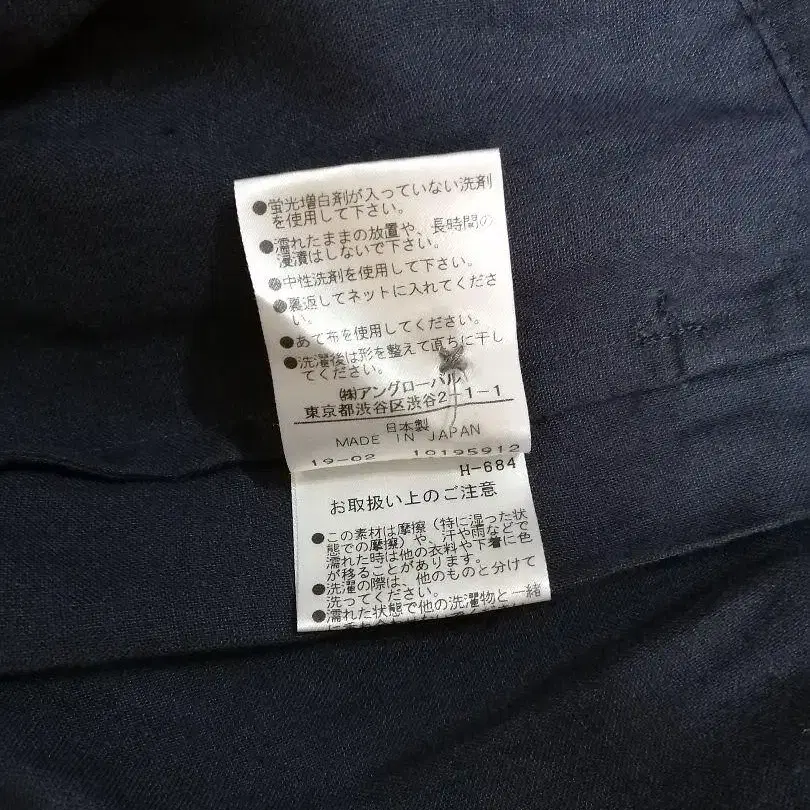 ●蛍光増白剤が入っていない洗剤
を使用して下さい。
●濡れたままの放置や、長時間の
浸漬はしないで下さい。
●中性洗剤を使用して下さい。
●裏返してネットに入れてくださ
い。
●あて布を使用してください。
●洗濯後は形を整えて直ちに干し
てください。
㈱アングローバル
東京都渋谷区渋谷2-1-1
日本製
MADE IN JAPAN
19-02 10195912
H-684
お取扱い上のご注意
●この素材は摩擦(特に湿った状
態での摩擦)や、汗や雨などで
濡れた時は他の衣料や下着に色
が移ることがあります。
●洗濯の際は、他のものと分けて
洗ってください。
●濡れた状態で他の洗濯物と一緒